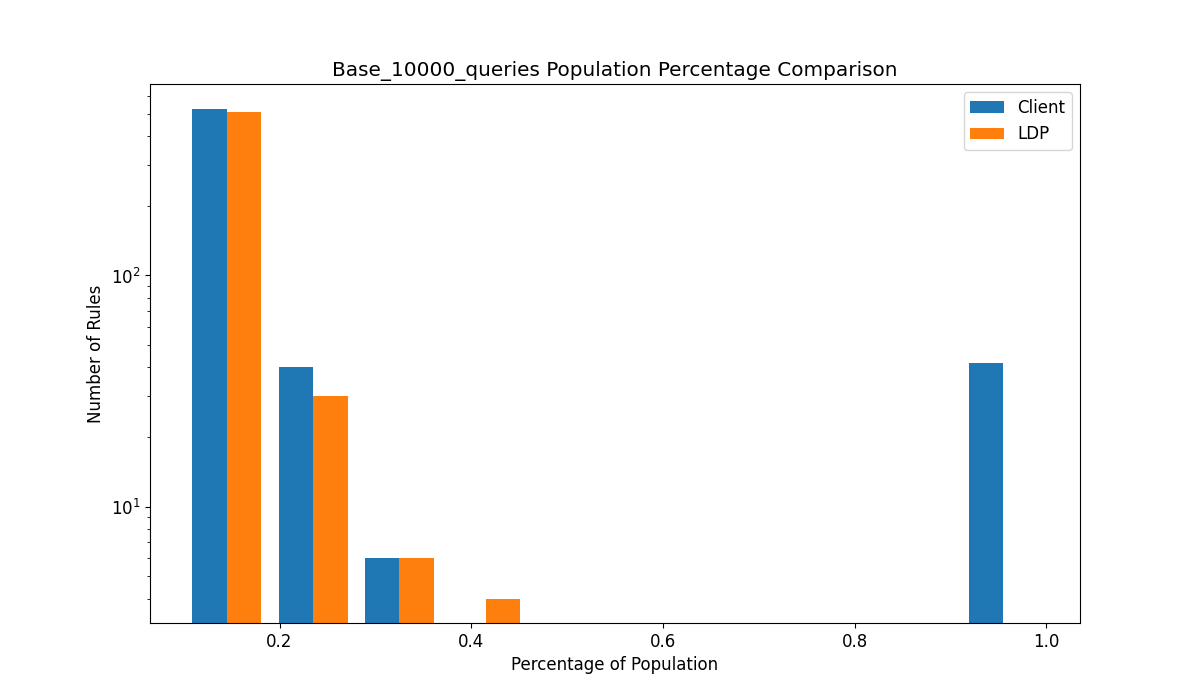 Base_10000_queries Population Percentage Comparison
Client
LDP
Number of Rules
10²
10¹
0.2 0.4 0.6 0.8 1.0
Percentage of Population